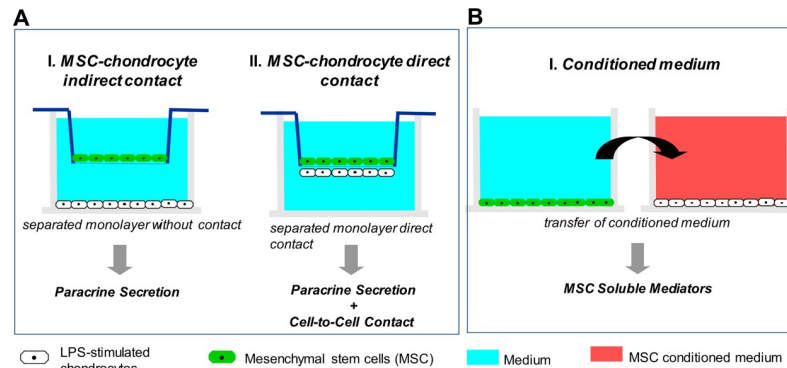 A
I. MSC-chondrocyte
indirect contact
separated monolayer without contact
Paracrine Secretion
II. MSC-chondrocyte direct
contact
separated monolayer direct
contact
Paracrine Secretion
+
Cell-to-Cell Contact
B
I. Conditioned medium
transfer of conditioned medium
MSC Soluble Mediators
LPS-stimulated
chondrocytes
Mesenchymal stem cells (MSC)
Medium
MSC conditioned medium